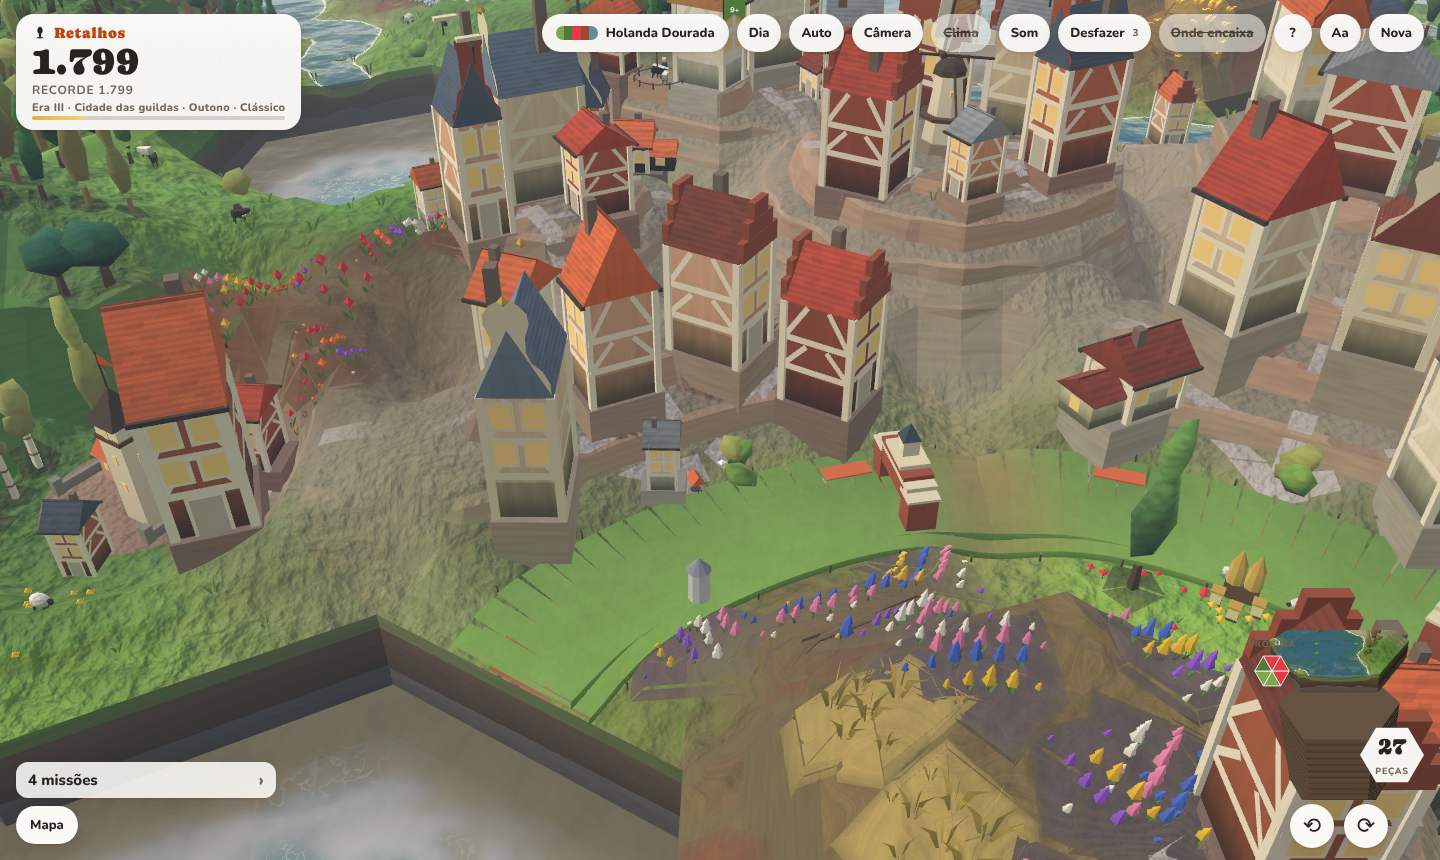 Retalhos
1.799
RECORDE 1.799
Era III · Cidade das guildas · Outono · Clássico
9+
Holanda Dourada
Dia
Auto
Câmera
Clima
Som
Desfazer 3
Onde encaixa
?
Aa
Nova
27
PEÇAS
4 missões
Mapa